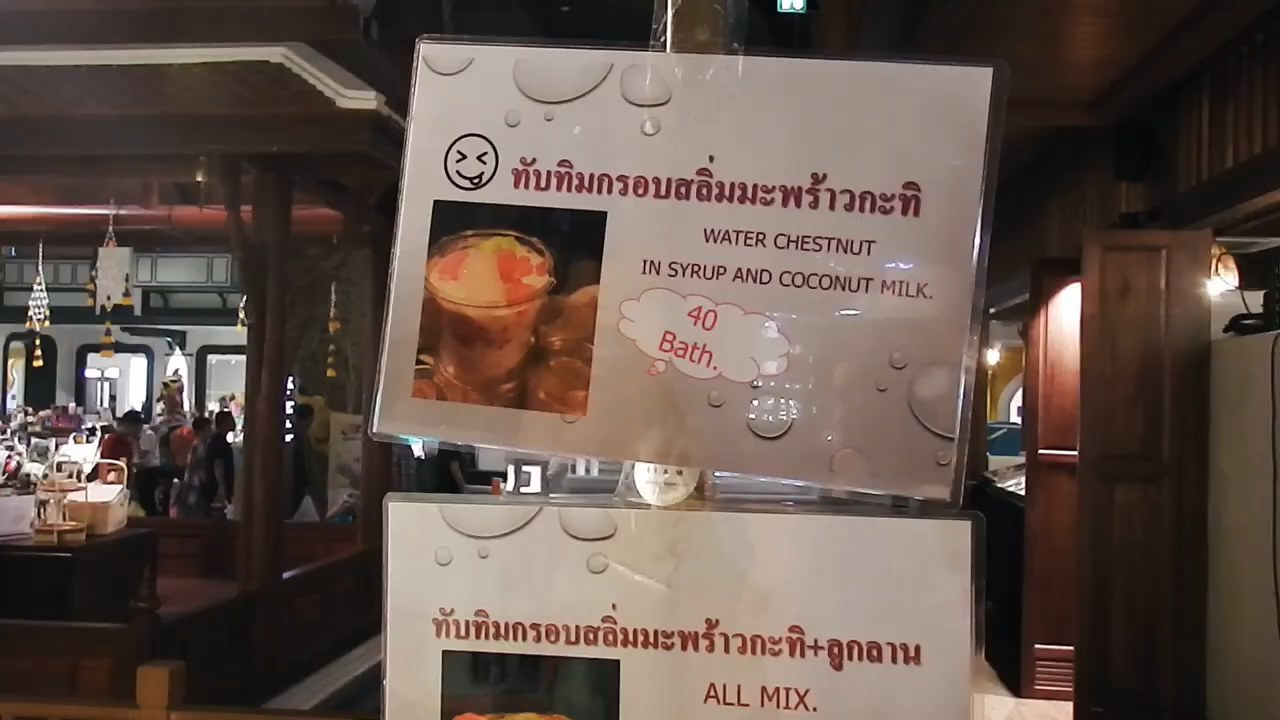 ทับทิมกรอบสลิ่มมะพร้าวกะทิ
WATER CHESTNUT
IN SYRUP AND COCONUT MILK.
40
Bath.
ทับทิมกรอบสลิ่มมะพร้าวกะทิ+ลูกลาน
ALL MIX.